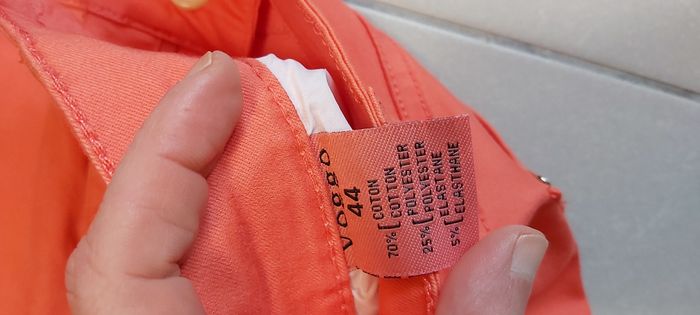 Voggo
44
70% [ COTON
COTTON
25% [ POLYESTER
POLYESTER
5% [ ELASTANE
ELASTHANE